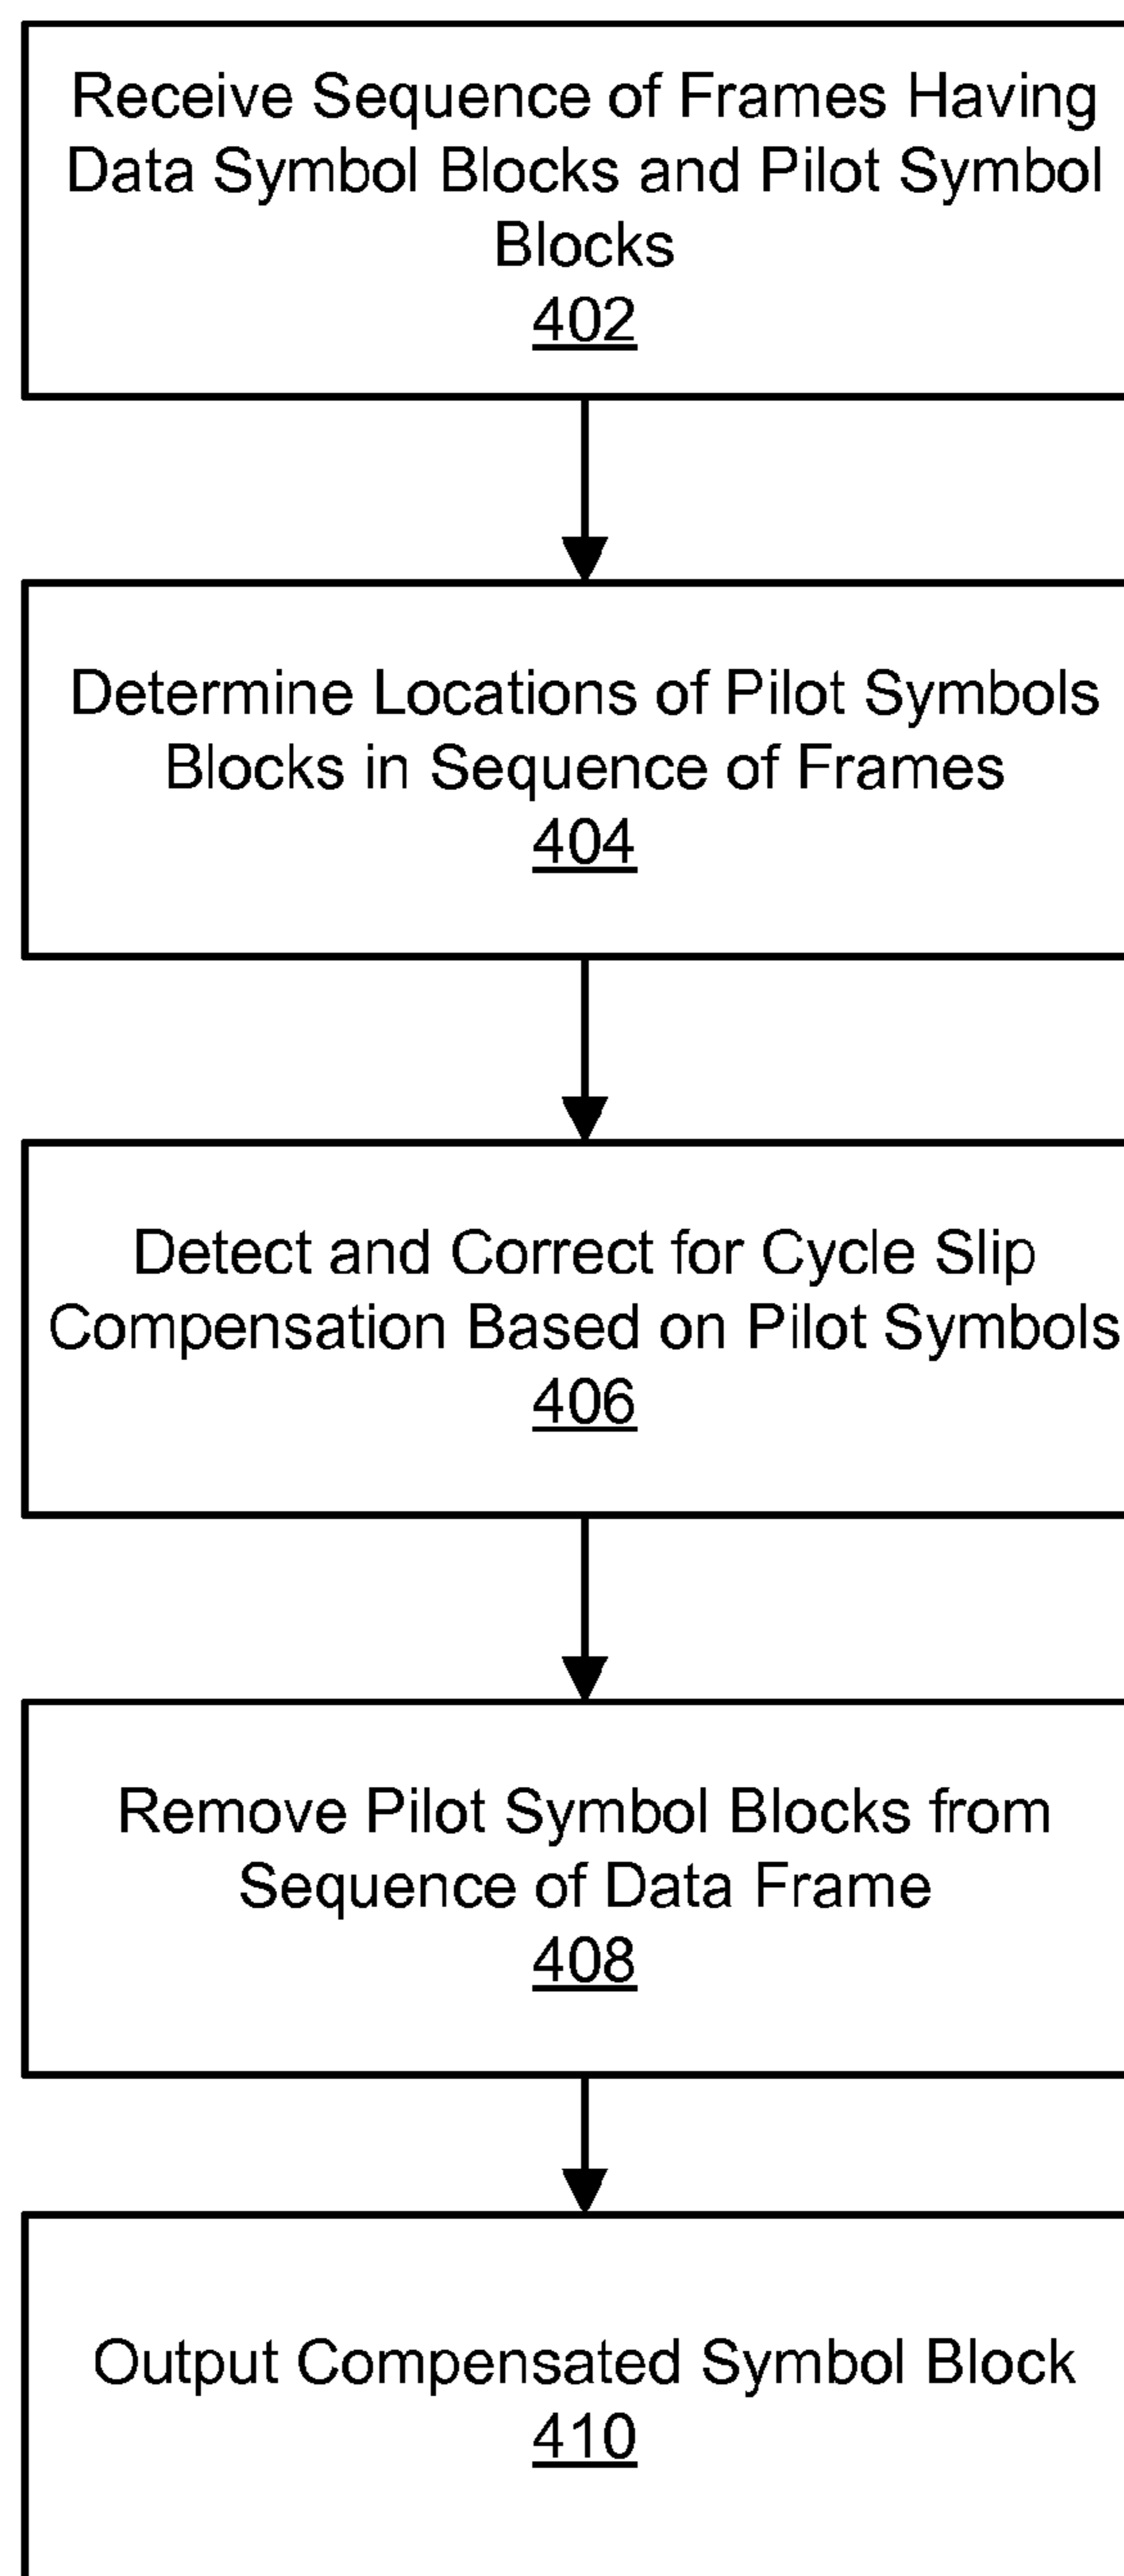 Receive Sequence of Frames Having
Data Symbol Blocks and Pilot Symbol
Blocks
402
Determine Locations of Pilot Symbols
Blocks in Sequence of Frames
404
Detect and Correct for Cycle Slip
Compensation Based on Pilot Symbols
406
Remove Pilot Symbol Blocks from
Sequence of Data Frame
408
Output Compensated Symbol Block
410